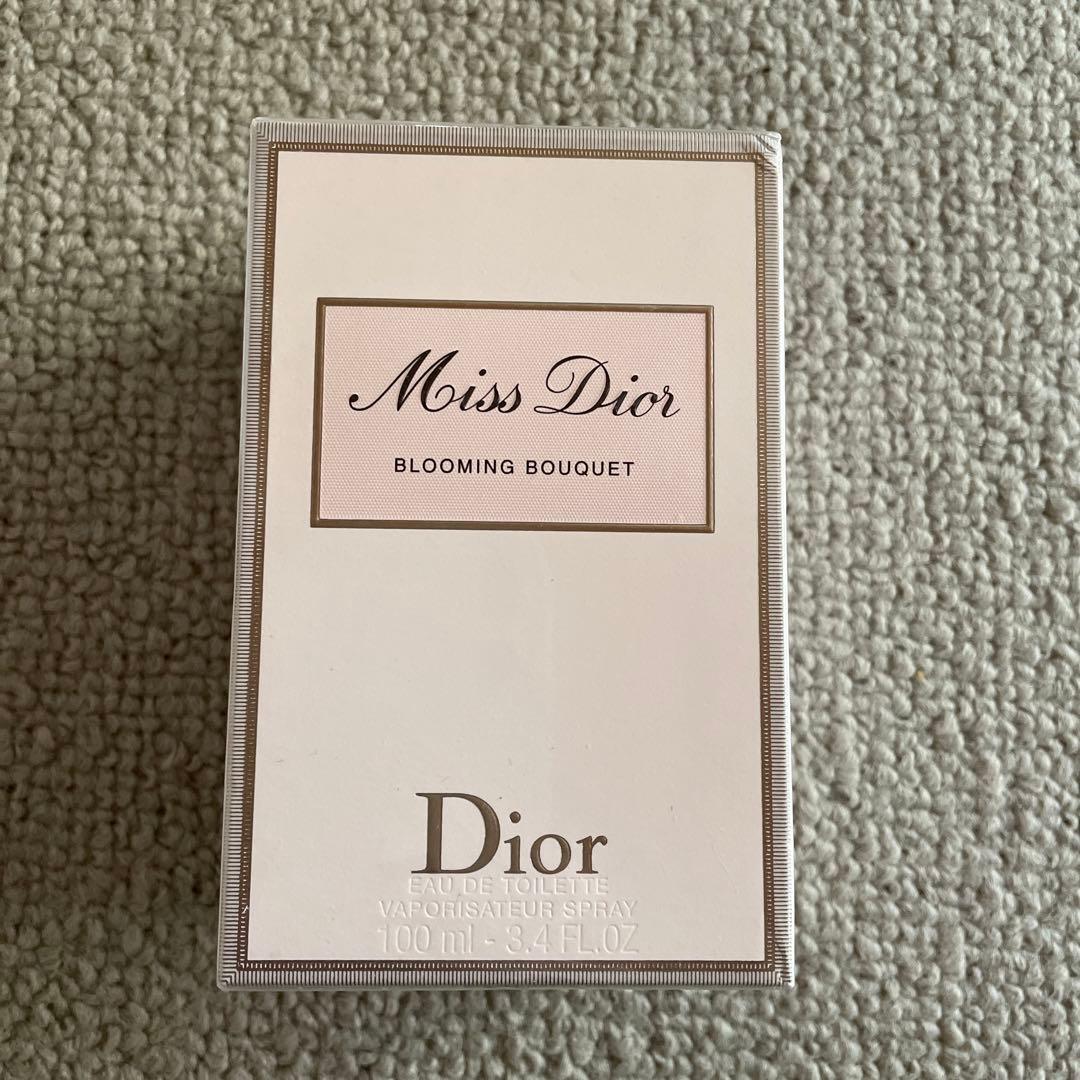 Miss Dior
BLOOMING BOUQUET
Dior
EAU DE TOILETTE
VAPORISATEUR SPRAY
100 ml - 3.4 FL.OZ